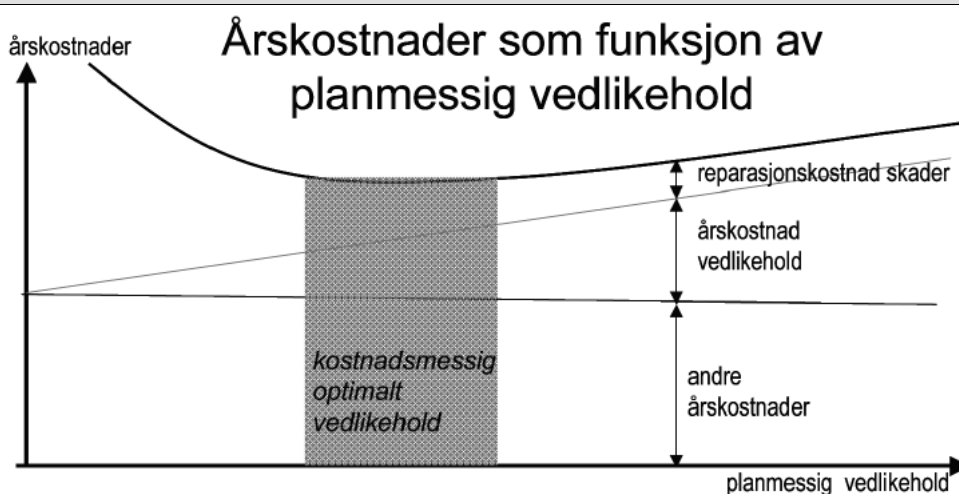 Årskostnader som funksjon av
planmessig vedlikehold
årskostnader
reparasjonskostnad skader
årskostnad
vedlikehold
kostnadsmessig
optimalt
vedlikehold
andre
årskostnader
planmessig vedlikehold